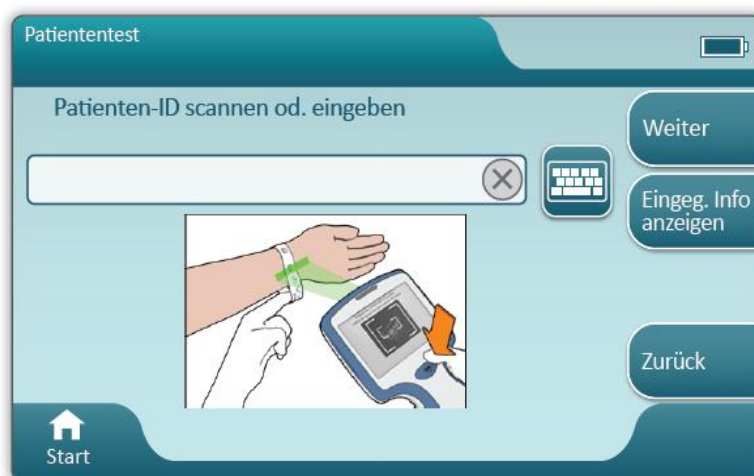 Patiententest
Patienten-ID scannen od. eingeben
Weiter
Eingeg. Info
anzeigen
Zurück
Start